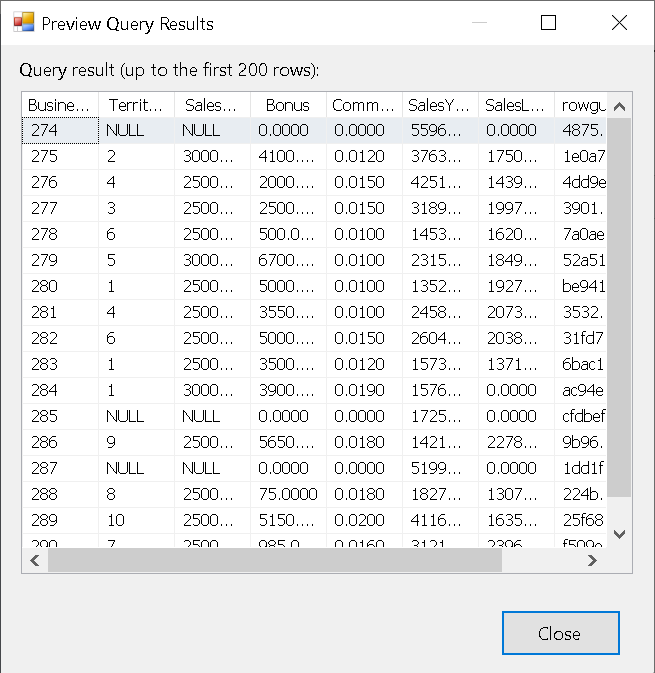 Preview Query Results
Query result (up to the first 200 rows):
Busine... Territ... Sales... Bonus Comm... SalesY... SalesL... rowgu
274 NULL NULL 0.0000 0.0000 5596... 0.0000 4875.
275 2 3000... 4100.... 0.0120 3763... 1750... 1e0a7
276 4 2500... 2000.... 0.0150 4251... 1439... 4dd9e
277 3 2500... 2500.... 0.0150 3189... 1997... 3901.
278 6 2500... 500.0... 0.0100 1453... 1620... 7a0ae
279 5 3000... 6700.... 0.0100 2315... 1849... 52a51
280 1 2500... 5000.... 0.0100 1352... 1927... be941
281 4 2500... 3550.... 0.0100 2458... 2073... 3532.
282 6 2500... 5000.... 0.0150 2604... 2038... 31fd7
283 1 2500... 3500.... 0.0120 1573... 1371... 6bac1
284 1 3000... 3900.... 0.0190 1576... 0.0000 ac94e
285 NULL NULL 0.0000 0.0000 1725... 0.0000 cfdbef
286 9 2500... 5650.... 0.0180 1421... 2278... 9b96.
287 NULL NULL 0.0000 0.0000 5199... 0.0000 1dd1f
288 8 2500... 75.0000 0.0180 1827... 1307... 224b.
289 10 2500... 5150.... 0.0200 4116... 1635... 25f68
290 7 2500... 985.0... 0.0160 3121... 2396... f509e
Close